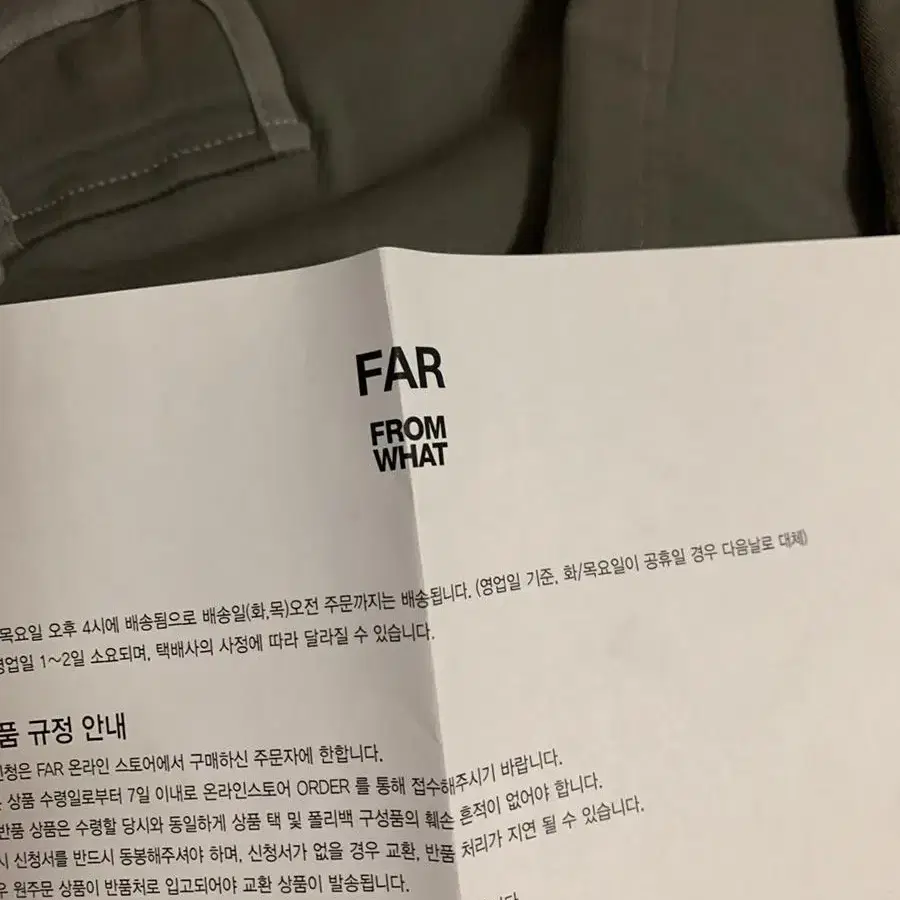 FAR
FROM
WHAT
목요일 오후 4시에 배송됨으로 배송일(화,목)오전 주문까지는 배송됩니다. (영업일 기준, 화/목요일이 공휴일 경우 다음날로 대체)
영업일 1~2일 소요되며, 택배사의 사정에 따라 달라질 수 있습니다.
품 규정 안내
신청은 FAR 온라인 스토어에서 구매하신 주문자에 한합니다.
상품 수령일로부터 7일 이내로 온라인스토어 ORDER 를 통해 접수해주시기 바랍니다.
반품 상품은 수령할 당시와 동일하게 상품 택 및 폴리백 구성품의 훼손 흔적이 없어야 합니다.
시 신청서를 반드시 동봉해주셔야 하며, 신청서가 없을 경우 교환, 반품 처리가 지연 될 수 있습니다.
우 원주문 상품이 반품처로 입고되어야 교환 상품이 발송됩니다.